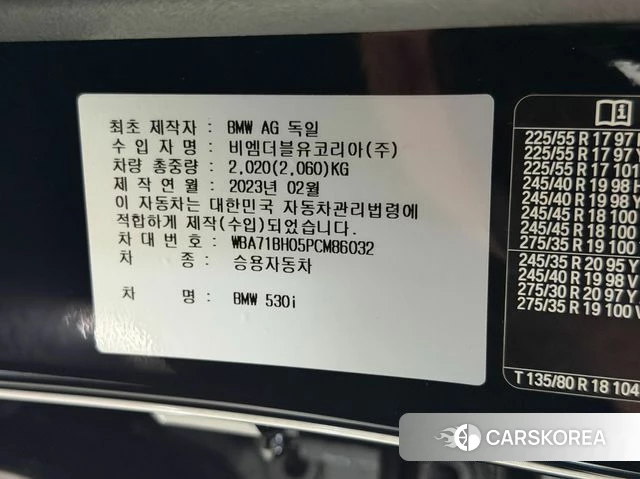 최초 제작자 : BMW AG 독일
수 입 자 명 : 비엠더블유코리아(주)
차량 총중량 : 2,020(2,060)KG
제 작 연 월 : 2023년 02월
이 자동차는 대한민국 자동차관리법령에
적합하게 제작(수입)되었습니다.
차 대 번 호 : WBA71BH05PCM86032
차 종 : 승용자동차
차 명 : BMW 530i
225/55 R 17 97
225/55 R 17 97 Y
225/55 R 17 101
245/40 R 19 98
245/40 R 19 98
245/45 R 18 100
245/45 R 18 100
275/35 R 19 100
245/35 R 20 95 Y
245/40 R 19 98 V
275/30 R 20 97 Y
275/35 R 19 100 V
T 135/80 R 18 104
CARSKOREA